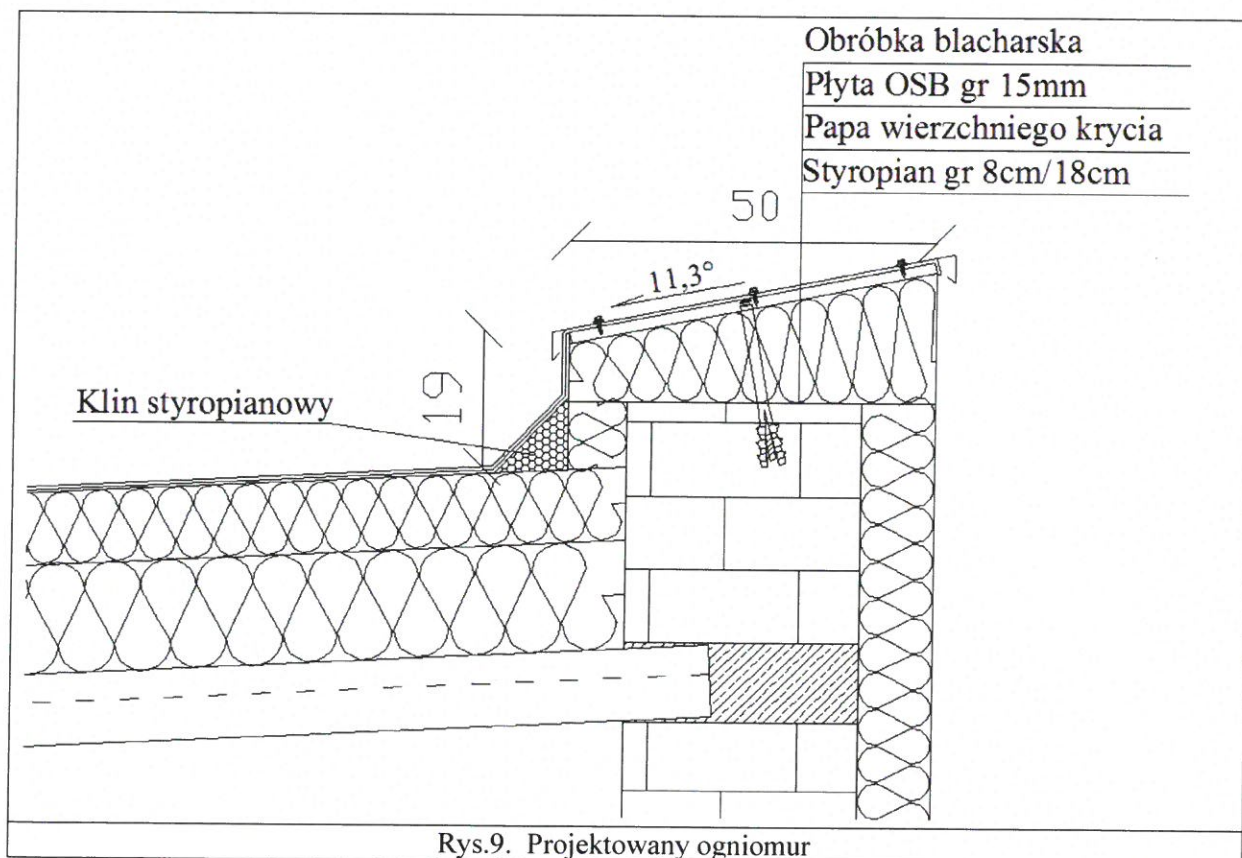 Obróbka blacharska
Płyta OSB gr 15mm
Papa wierzchniego krycia
Styropian gr 8cm/18cm
50
11,3°
19
Klin styropianowy
Rys.9. Projektowany ogniomur